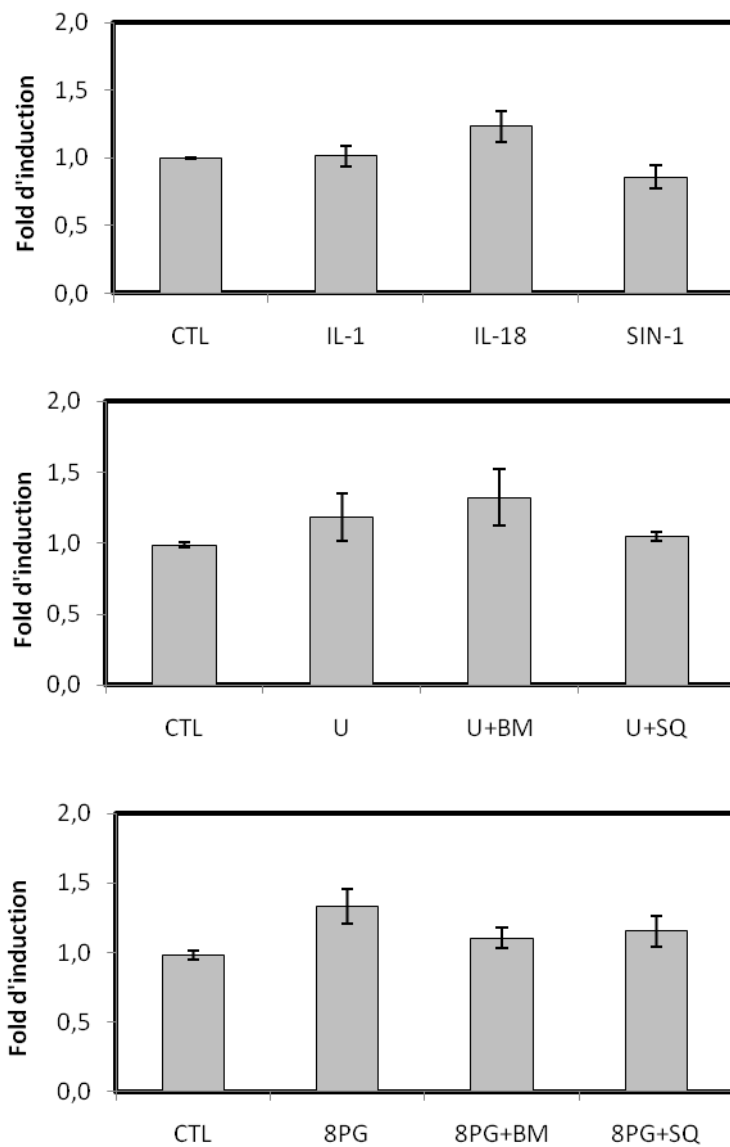 2,0
1,5
1,0
0,5
0,0
Fold d'induction
CTL IL-1 IL-18 SIN-1
2,0
1,5
1,0
0,5
0,0
Fold d'induction
CTL U U+BM U+SQ
2,0
1,5
1,0
0,5
0,0
Fold d'induction
CTL 8PG 8PG+BM 8PG+SQ